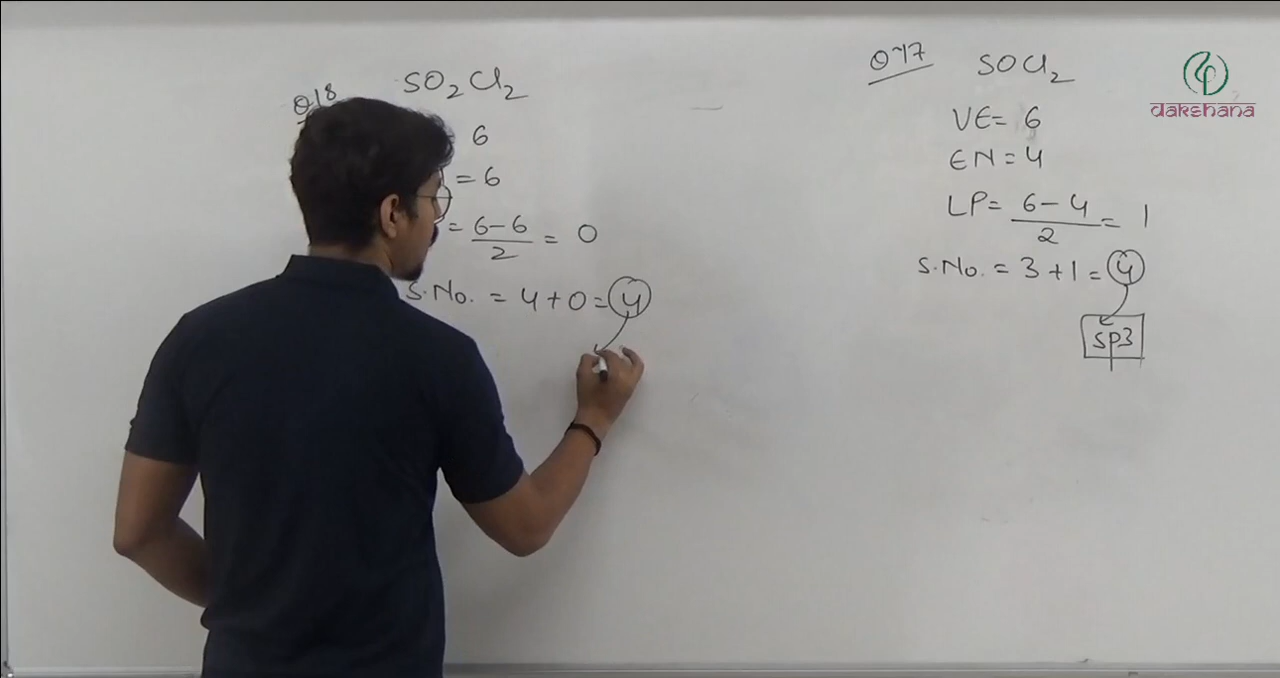 Q18
SO2Cl2
6
= 6
= 6-6/2 = 0
S.No. = 4+0 = 4
Q~17
SOCl2
VE= 6
EN = 4
LP= 6-4/2 = 1
S.No. = 3+1 = 4
SP3
dakshana